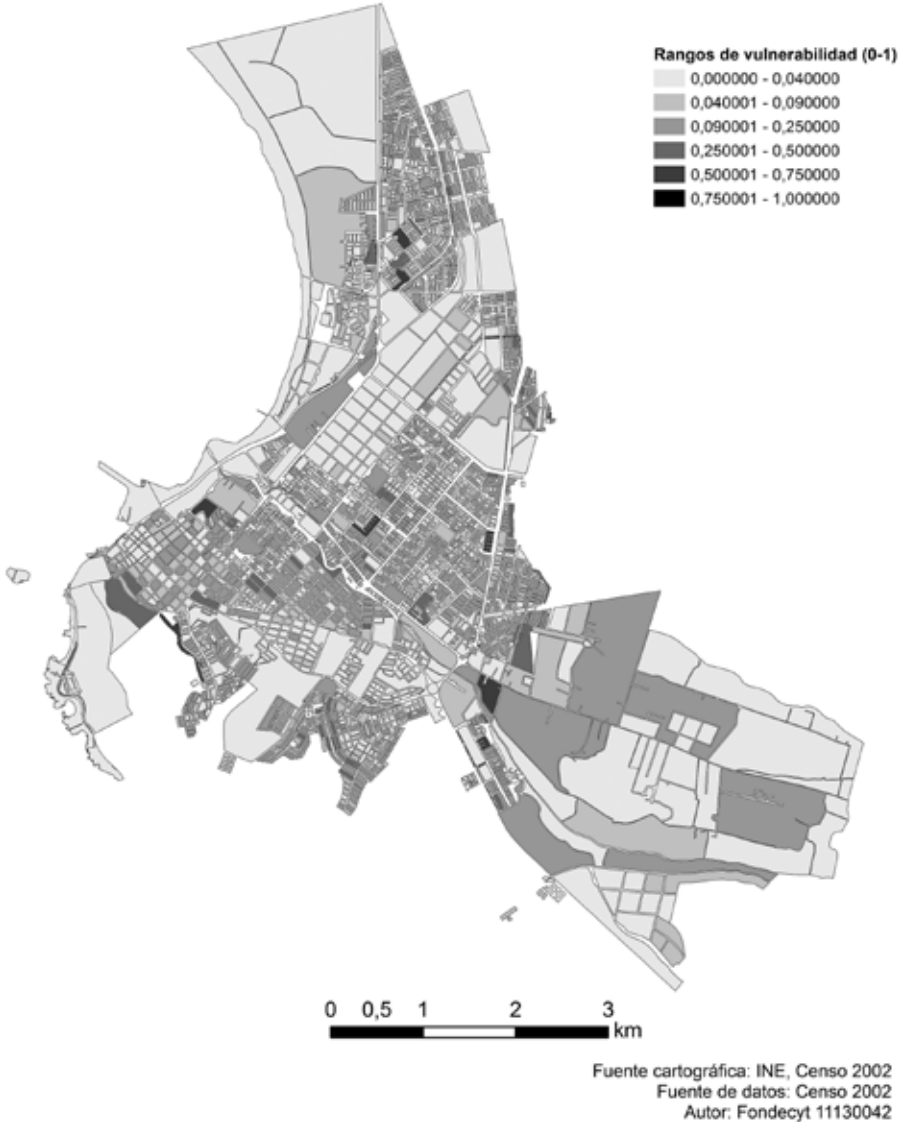 Rangos de vulnerabilidad (0-1)
0,000000 - 0,040000
0,040001 - 0,090000
0,090001 - 0,250000
0,250001 - 0,500000
0,500001 - 0,750000
0,750001 - 1,000000
0 0,5 1 2 3
km
Fuente cartográfica: INE, Censo 2002
Fuente de datos: Censo 2002
Autor: Fondecyt 11130042